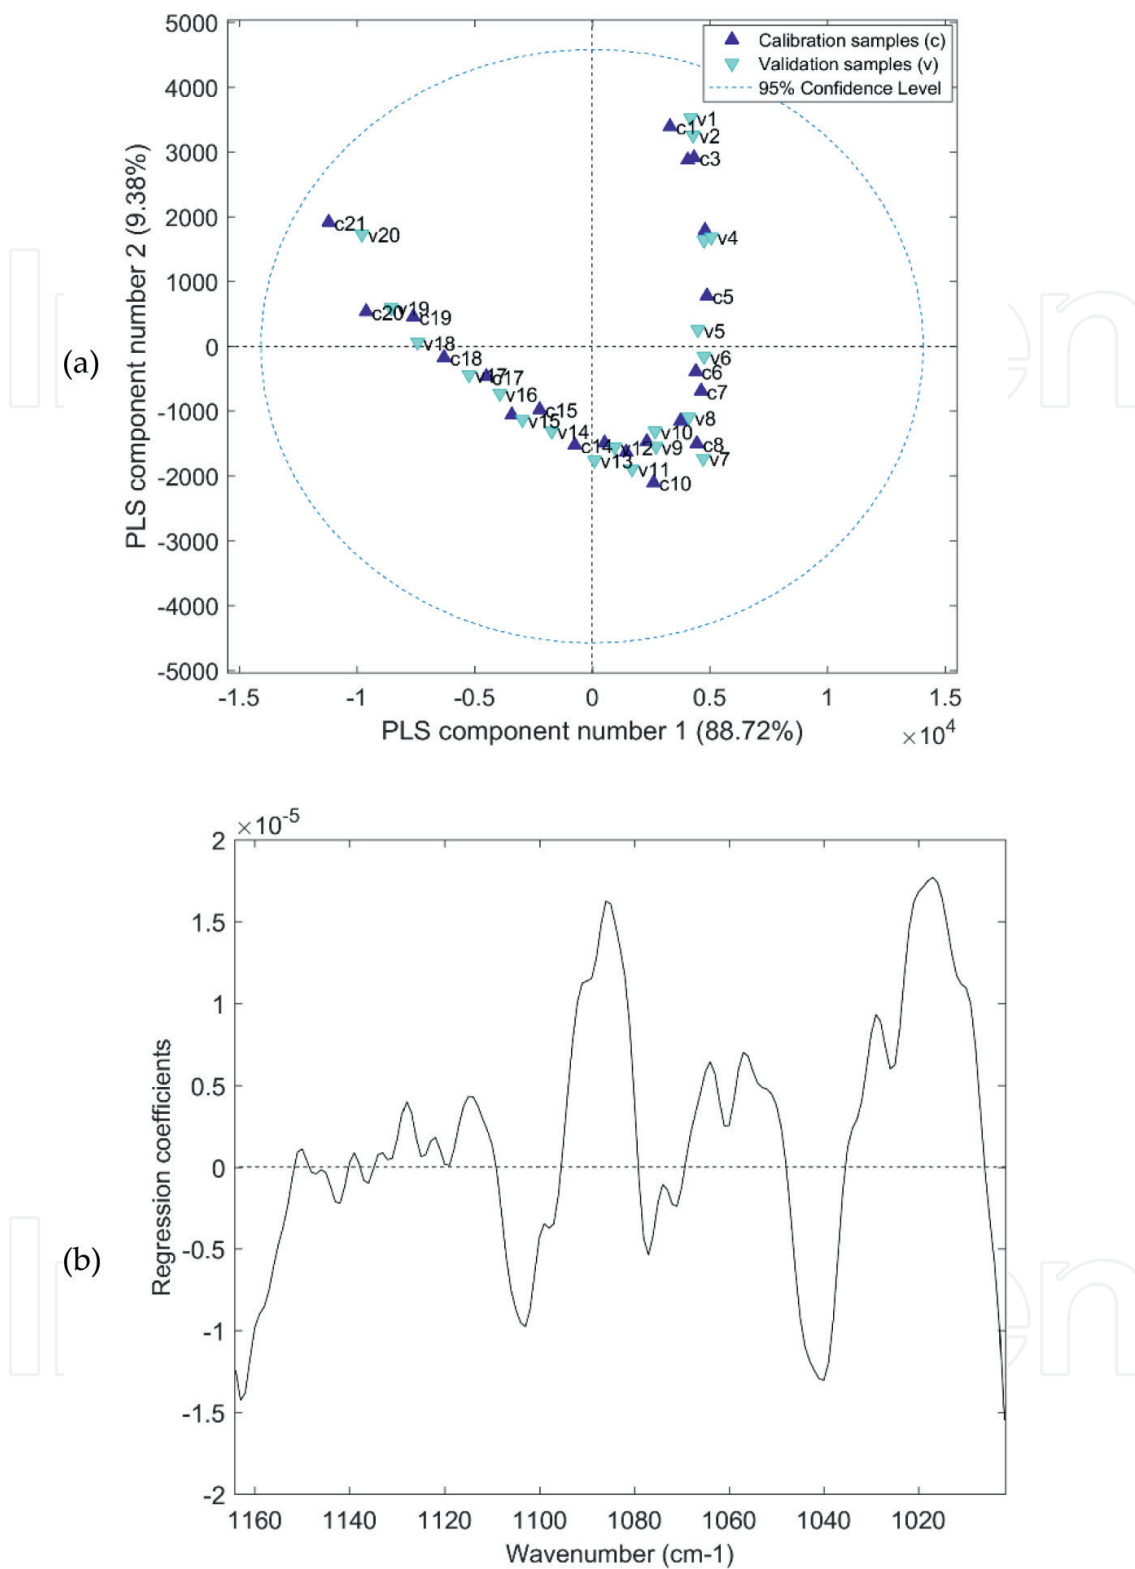 5000
4000
3000
2000
1000
0
-1000
-2000
-3000
-4000
-5000
PLS component number 2 (9.38%)
Calibration samples (c)
Validation samples (v)
95% Confidence Level
v1
c1
v2
c3
c21
v20
v4
c5
c20
v19
c19
v5
v18
v6
c18
c6
v17
c17
c7
v16
c15
v15
v8
v14
v10
c14
c8
12
v9
v13
v7
v11
c10
(a)
-1.5
-1
-0.5
0
0.5
1
1.5
PLS component number 1 (88.72%)
×10^4
×10^-5
2
1.5
1
0.5
0
-0.5
-1
-1.5
-2
Regression coefficients
(b)
1160
1140
1120
1100
1080
1060
1040
1020
Wavenumber (cm-1)